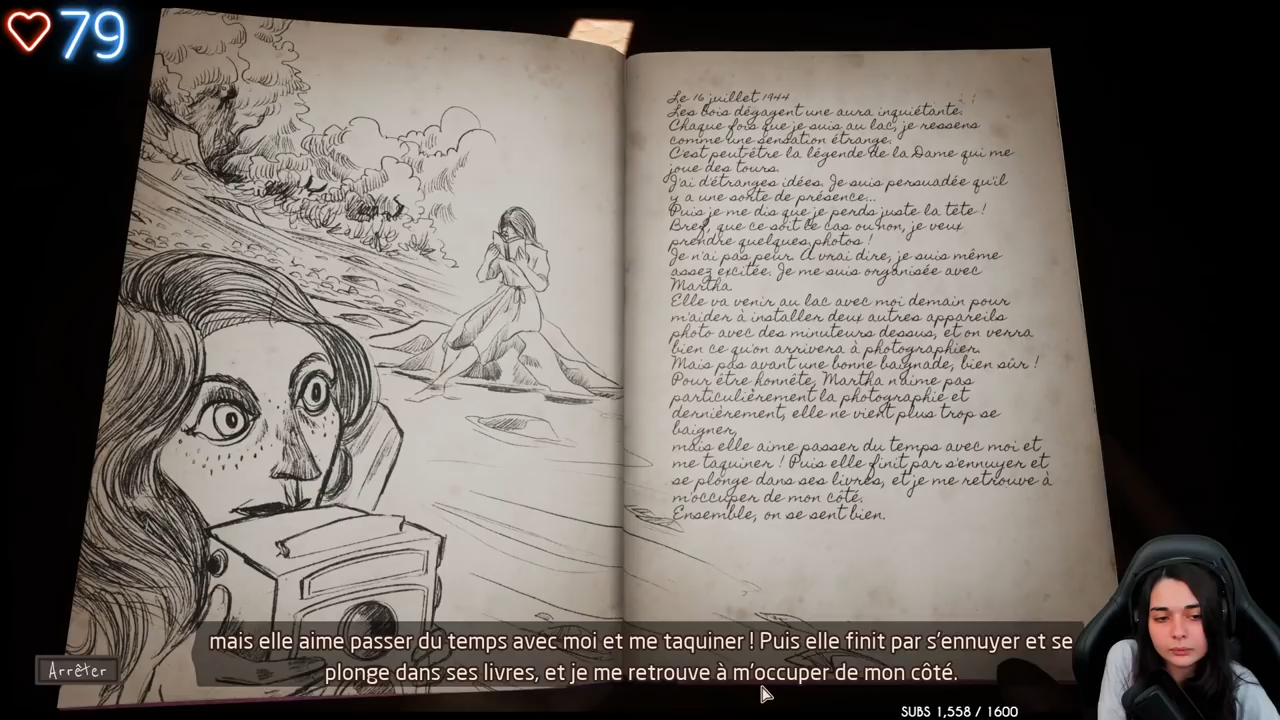 79
Le 16 juillet 1944
Les bois dégagent une aura inquiétante.
Chaque fois que je suis au lac, je ressens
comme une sensation étrange.
C'est peut-être la légende de la Dame qui me
joue des tours.
J'ai d'étranges idées. Je suis persuadée qu'il
y a une sorte de présence...
Puis je me dis que je perds juste la tête !
Bref, que ce soit le cas ou non, je veux
prendre quelques photos !
Je n'ai pas peur. À vrai dire, je suis même
assez excitée. Je me suis organisée avec
Martha.
Elle va venir au lac avec moi demain pour
m'aider à installer deux autres appareils
photo avec des minuteurs dessus, et on verra
bien ce qu'on arrivera à photographier.
Mais pas avant une bonne baignade, bien sûr !
Pour être honnête, Martha n'aime pas
particulièrement la photographie et
dernièrement, elle ne vient plus trop se
baigner,
mais elle aime passer du temps avec moi et
me taquiner ! Puis elle finit par s'ennuyer et
se plonge dans ses livres, et je me retrouve à
m'occuper de mon côté.
Ensemble, on se sent bien.
mais elle aime passer du temps avec moi et me taquiner ! Puis elle finit par s'ennuyer et se
plonge dans ses livres, et je me retrouve à m'occuper de mon côté.
Arrêter
SUBS 1,558 / 1600